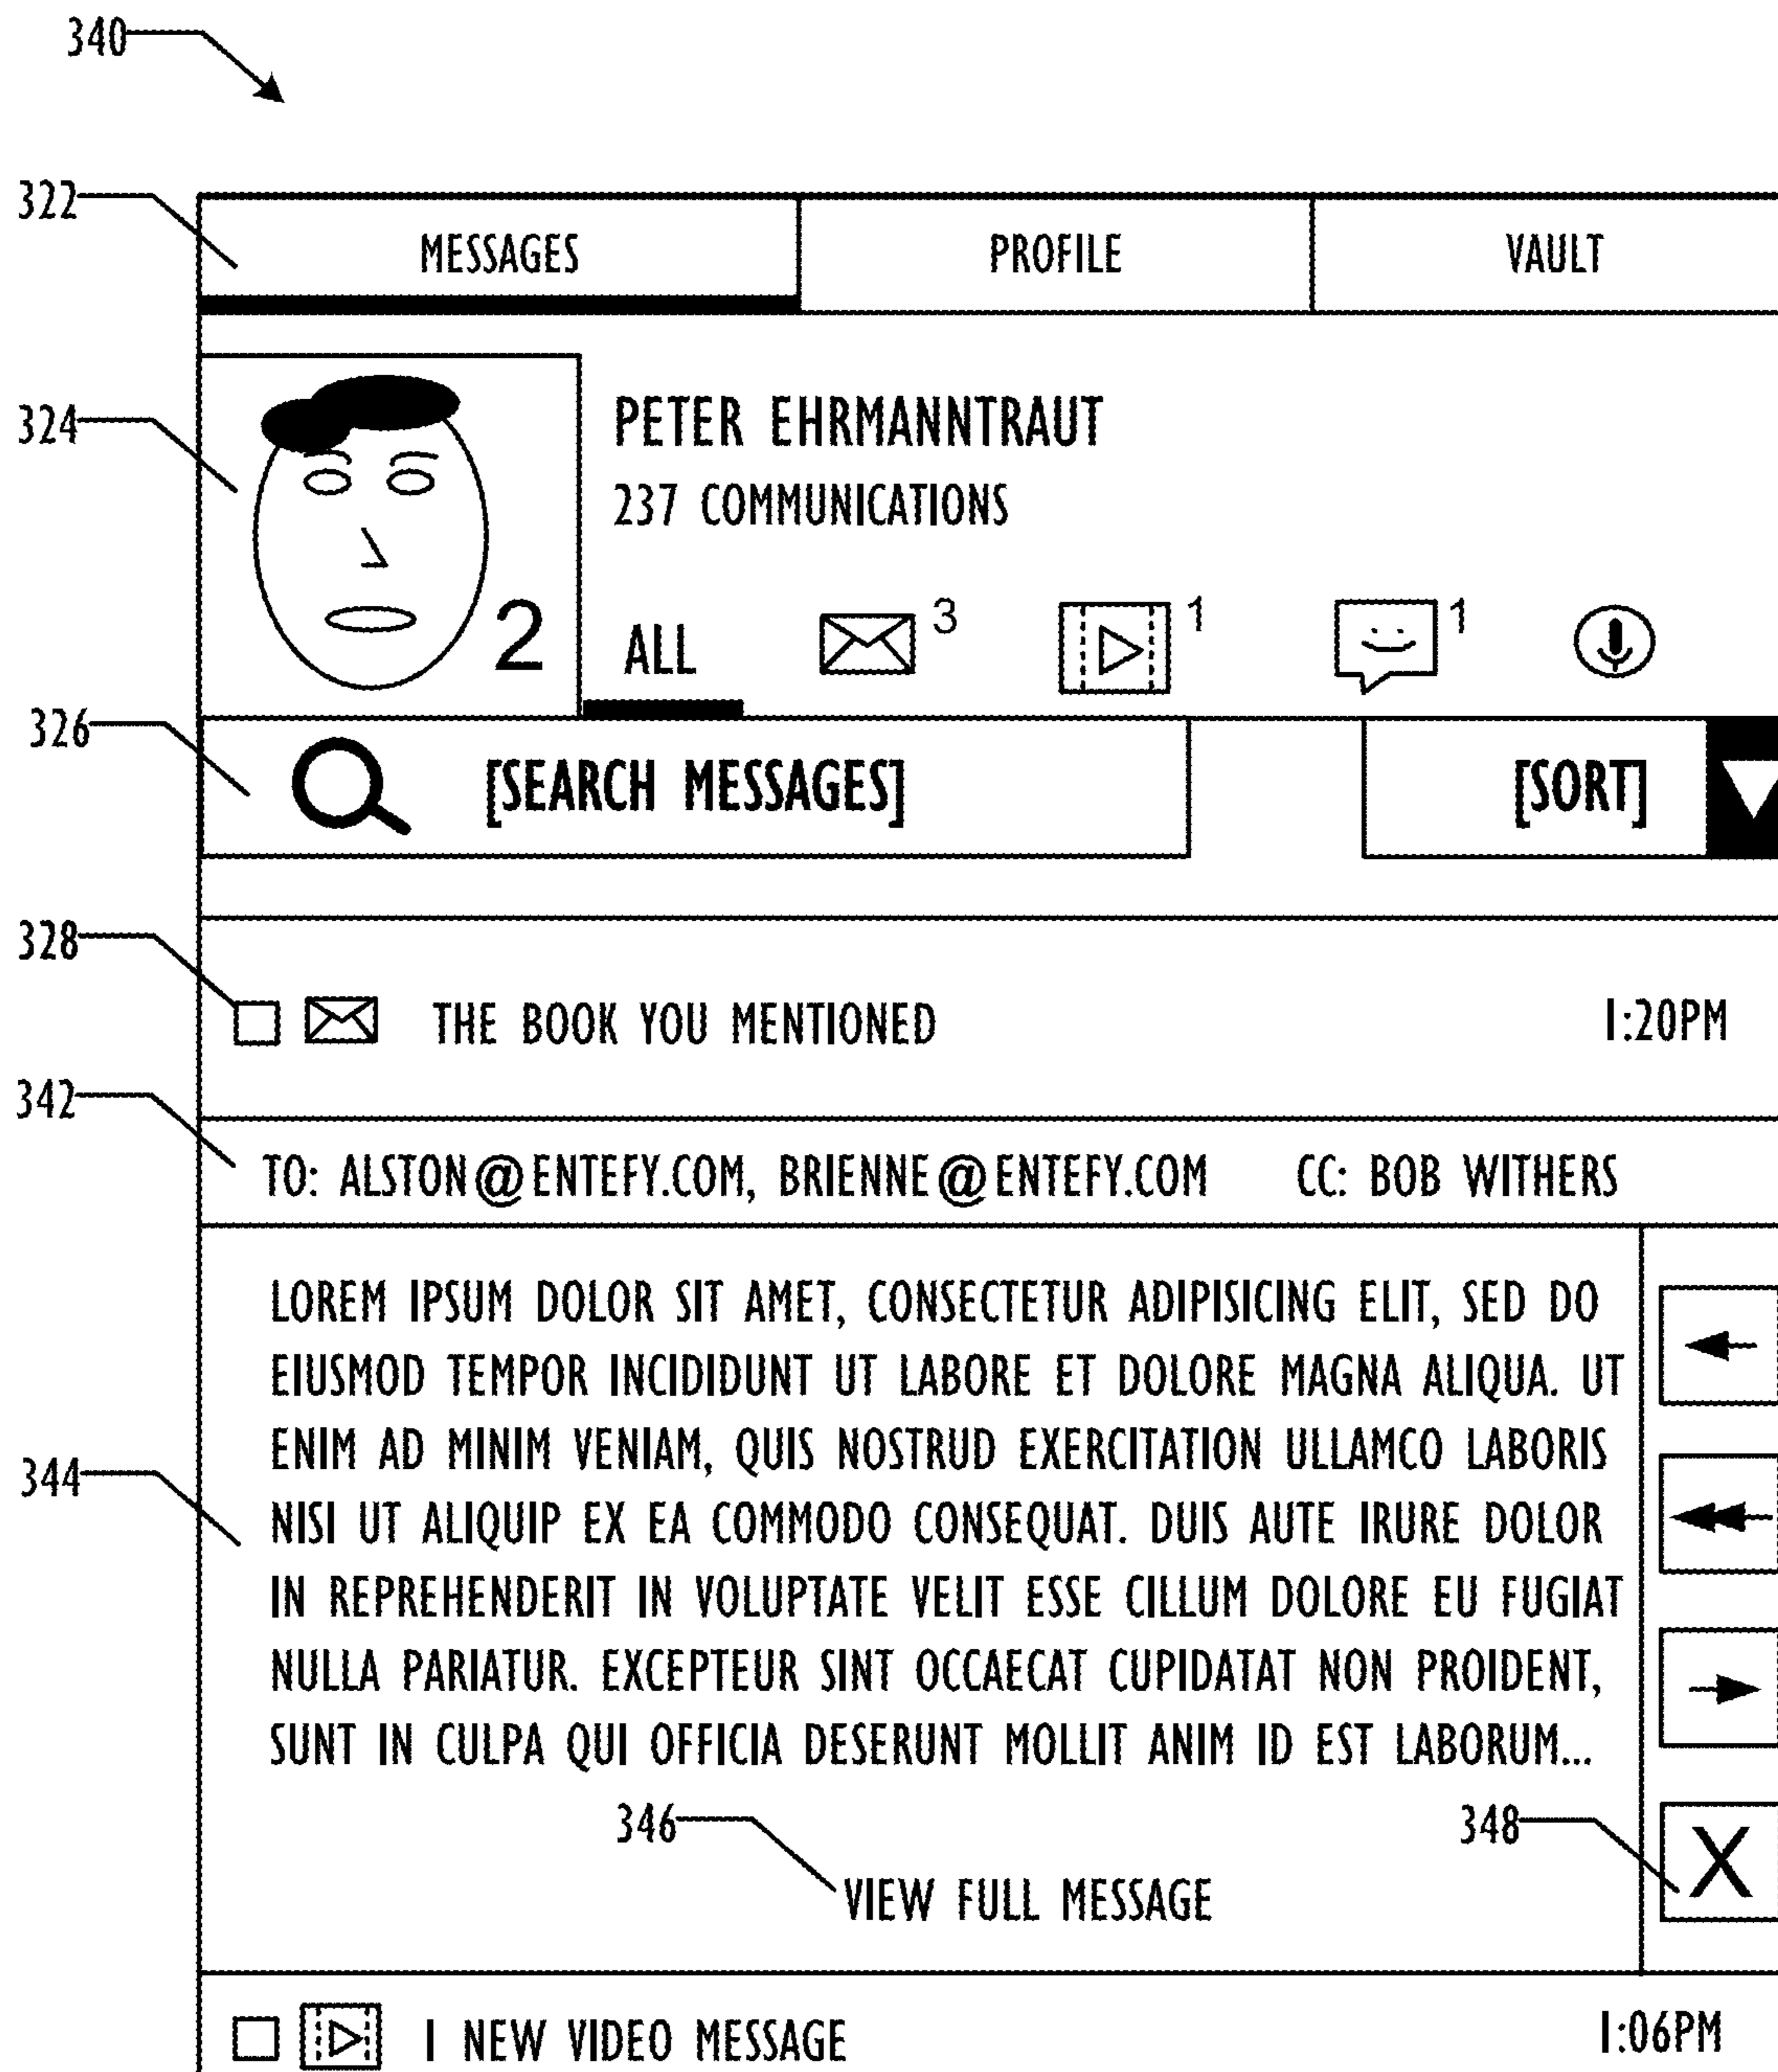 340
322
MESSAGES PROFILE VAULT
324
PETER EHRMANNTRAUT
237 COMMUNICATIONS
2
ALL 3 1 1
326
[SEARCH MESSAGES] [SORT]
328
THE BOOK YOU MENTIONED 1:20PM
342
TO: ALSTON@ENTEFY.COM, BRIENNE@ENTEFY.COM CC: BOB WITHERS
LOREM IPSUM DOLOR SIT AMET, CONSECTETUR ADIPISICING ELIT, SED DO
EIUSMOD TEMPOR INCIDIDUNT UT LABORE ET DOLORE MAGNA ALIQUA. UT
ENIM AD MINIM VENIAM, QUIS NOSTRUD EXERCITATION ULLAMCO LABORIS
344
NISI UT ALIQUIP EX EA COMMODO CONSEQUAT. DUIS AUTE IRURE DOLOR
IN REPREHENDERIT IN VOLUPTATE VELIT ESSE CILLUM DOLORE EU FUGIAT
NULLA PARIATUR. EXCEPTEUR SINT OCCAECAT CUPIDATAT NON PROIDENT,
SUNT IN CULPA QUI OFFICIA DESERUNT MOLLIT ANIM ID EST LABORUM...
346 348
X
VIEW FULL MESSAGE
1 NEW VIDEO MESSAGE 1:06PM